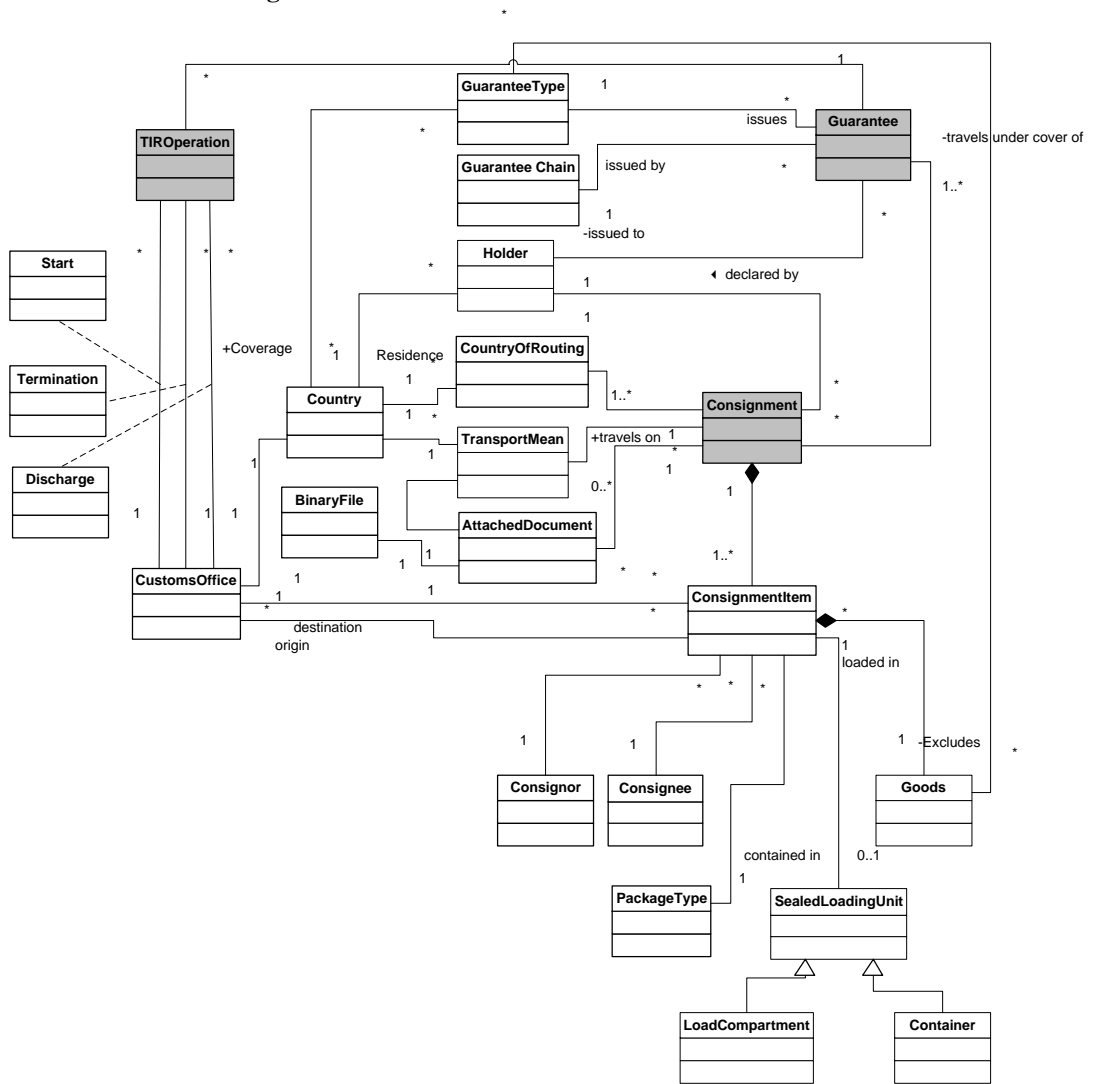 *
1
*
GuaranteeType
1
*
issues
Guarantee
-travels under cover of
*
TIROperation
Guarantee Chain
issued by
*
1..*
1
*
-issued to
Start
*
*
*
Holder
*
declared by
1
1
+Coverage
*
1
Residence
*
CountryOfRouting
Termination
1
1..*
*
Country
Consignment
1
*
*
TransportMean
+travels on
1
1
*
1
1
Discharge
0..*
1
BinaryFile
AttachedDocument
1
1
1
1..*
1
1
CustomsOffice
1
*
*
ConsignmentItem
1
1
*
*
*
destination
origin
1
loaded in
*
*
*
1
1
1
-Excludes
*
Consignor
Consignee
Goods
contained in
0..1
1
PackageType
SealedLoadingUnit
LoadCompartment
Container